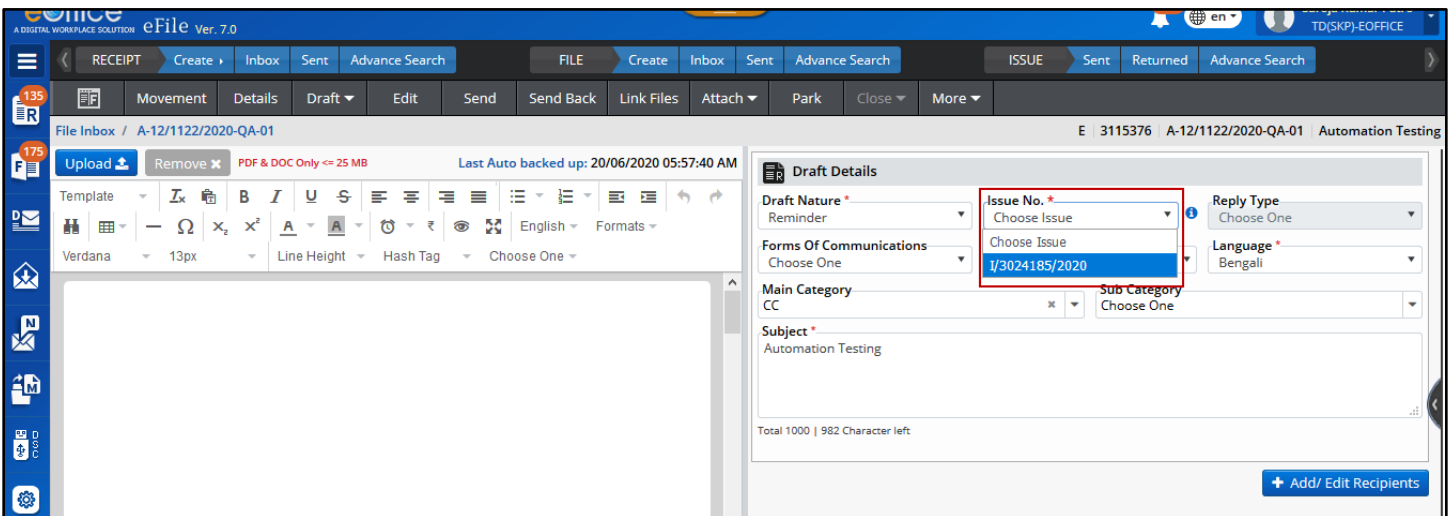 A DIGITAL WORKPLACE SOLUTION eFile Ver. 7.0
en
TD(SKP)-EOFFICE
RECEIPT Create Inbox Sent Advance Search FILE Create Inbox Sent Advance Search ISSUE Sent Returned Advance Search
135
R
F Movement Details Draft Edit Send Send Back Link Files Attach Park Close More
File Inbox / A-12/1122/2020-QA-01
E 3115376 A-12/1122/2020-QA-01 Automation Testing
175
F
Upload Remove PDF & DOC Only <= 25 MB Last Auto backed up: 20/06/2020 05:57:40 AM
Template
B I U S
Ω x₂ x² A A ₹ English Formats
Verdana 13px Line Height Hash Tag Choose One
D
N
M
DSC
Draft Details
Draft Nature *
Reminder
Issue No. *
Choose Issue
Choose Issue
I/3024185/2020
Reply Type
Choose One
Forms Of Communications
Choose One
Language *
Bengali
Main Category
CC
Sub Category
Choose One
Subject *
Automation Testing
Total 1000 | 982 Character left
+ Add/ Edit Recipients